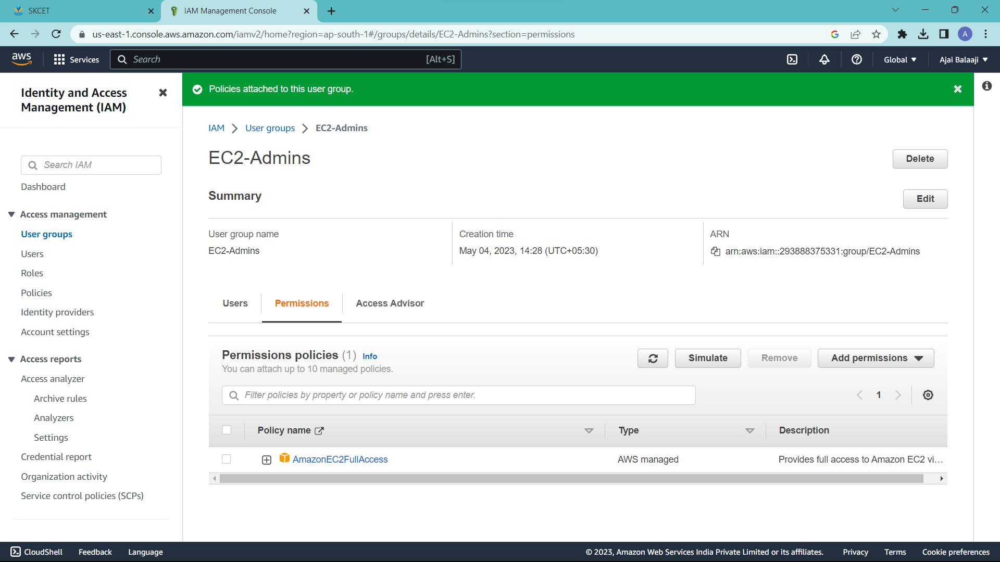 SKCET
IAM Management Console
us-east-1.console.aws.amazon.com/iamv2/home?region=ap-south-1#/groups/details/EC2-Admins?section=permissions
A
aws
Services
Search
[Alt+S]
Global
Ajai Balaaji
Identity and Access
Management (IAM)
Search IAM
Dashboard
Access management
User groups
Users
Roles
Policies
Identity providers
Account settings
Access reports
Access analyzer
Archive rules
Analyzers
Settings
Credential report
Organization activity
Service control policies (SCPs)
Policies attached to this user group.
IAM > User groups > EC2-Admins
EC2-Admins
Delete
Summary
Edit
User group name
EC2-Admins
Creation time
May 04, 2023, 14:28 (UTC+05:30)
ARN
arn:aws:iam::293888375331:group/EC2-Admins
Users
Permissions
Access Advisor
Permissions policies (1) Info
You can attach up to 10 managed policies.
Simulate
Remove
Add permissions
Filter policies by property or policy name and press enter.
1
Policy name
Type
Description
AmazonEC2FullAccess
AWS managed
Provides full access to Amazon EC2 vi...
CloudShell
Feedback
Language
© 2023, Amazon Web Services India Private Limited or its affiliates.
Privacy
Terms
Cookie preferences